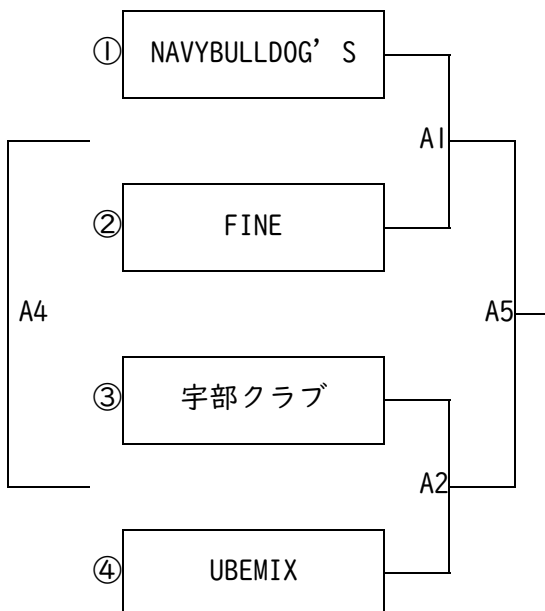 ① NAVYBULLDOG’S
A1
② FINE
A4
A5
③ 宇部クラブ
A2
④ UBEMIX